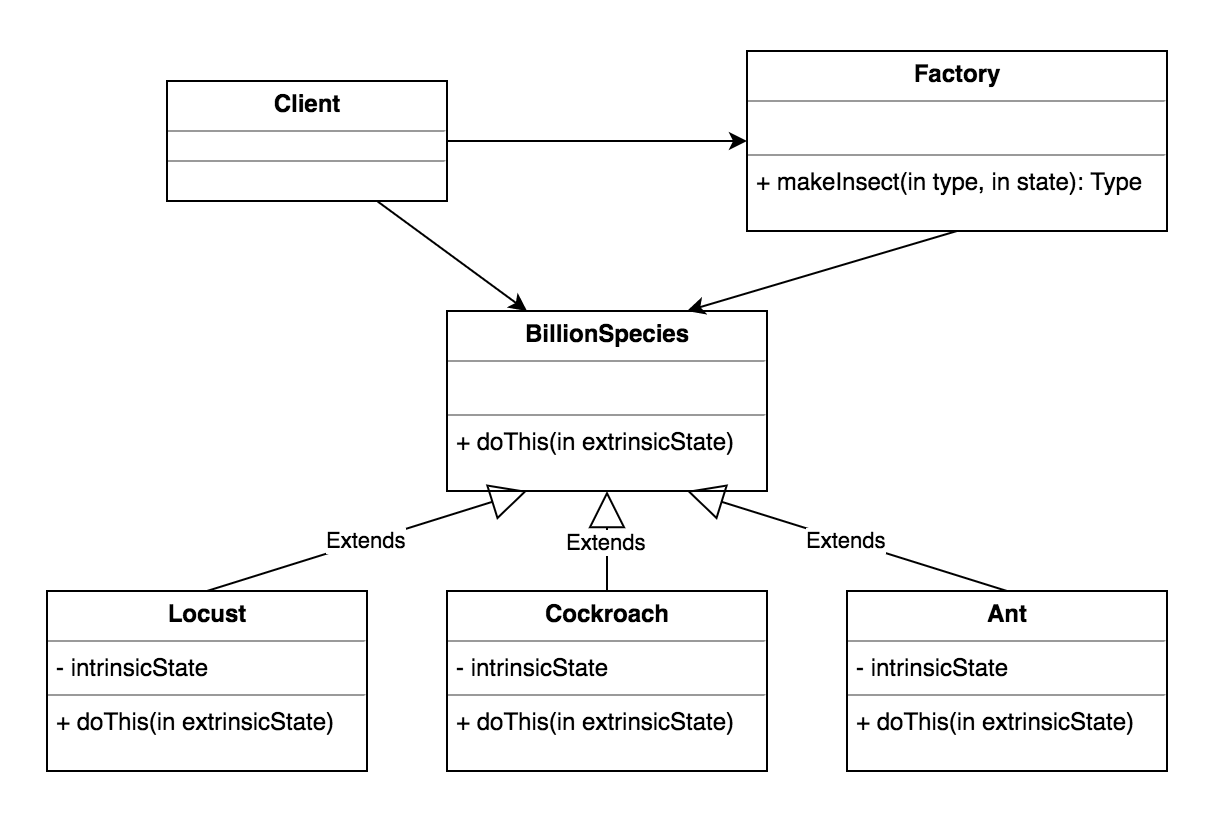 Client
Factory
+ makeInsect(in type, in state): Type
BillionSpecies
+ doThis(in extrinsicState)
Extends
Extends
Extends
Locust
- intrinsicState
+ doThis(in extrinsicState)
Cockroach
- intrinsicState
+ doThis(in extrinsicState)
Ant
- intrinsicState
+ doThis(in extrinsicState)